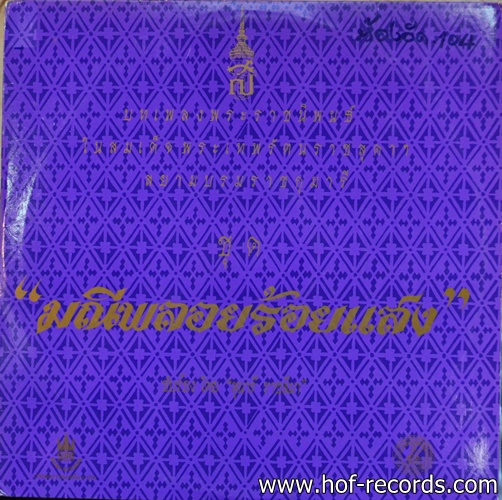 บทเพลงพระราชนิพนธ์
ในสมเด็จพระเทพรัตนราชสุดาฯ
สยามบรมราชกุมารี
ชุด
“มณีพลอยร้อยแสง”
www.hof-records.com